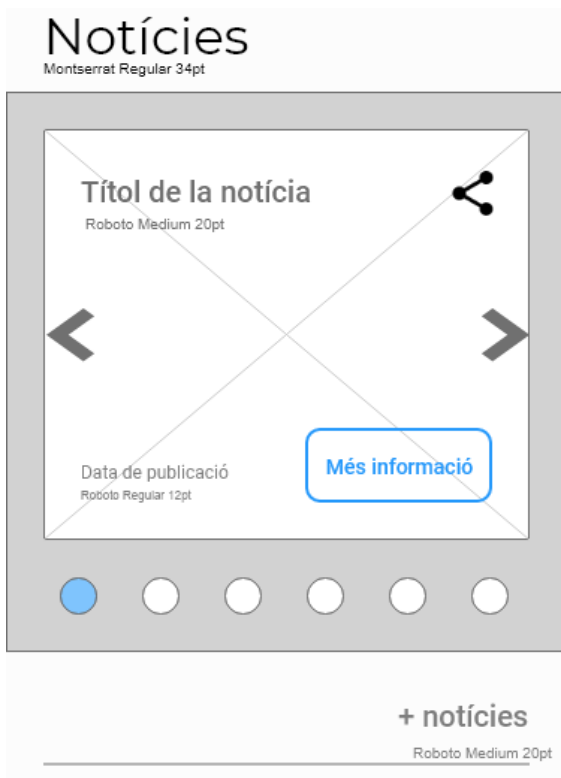 Notícies
Montserrat Regular 34pt
Títol de la notícia
Roboto Medium 20pt
Data de publicació
Roboto Regular 12pt
Més informació
+ notícies
Roboto Medium 20pt